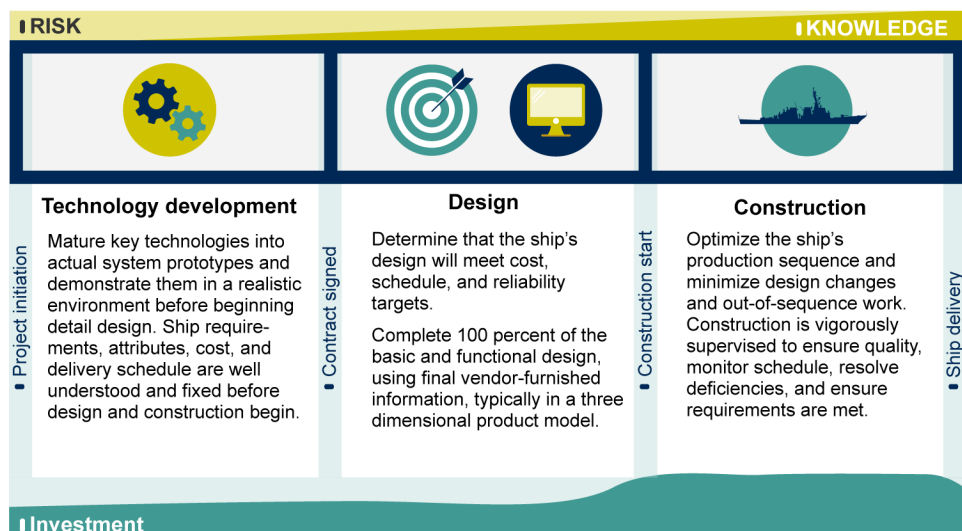 RISK
KNOWLEDGE
Project initiation
Technology development
Mature key technologies into
actual system prototypes and
demonstrate them in a realistic
environment before beginning
detail design. Ship require-
ments, attributes, cost, and
delivery schedule are well
understood and fixed before
design and construction begin.
Contract signed
Design
Determine that the ship's
design will meet cost,
schedule, and reliability
targets.
Complete 100 percent of the
basic and functional design,
using final vendor-furnished
information, typically in a three
dimensional product model.
Construction start
Construction
Optimize the ship's
production sequence and
minimize design changes
and out-of-sequence work.
Construction is vigorously
supervised to ensure quality,
monitor schedule, resolve
deficiencies, and ensure
requirements are met.
Ship delivery
Investment